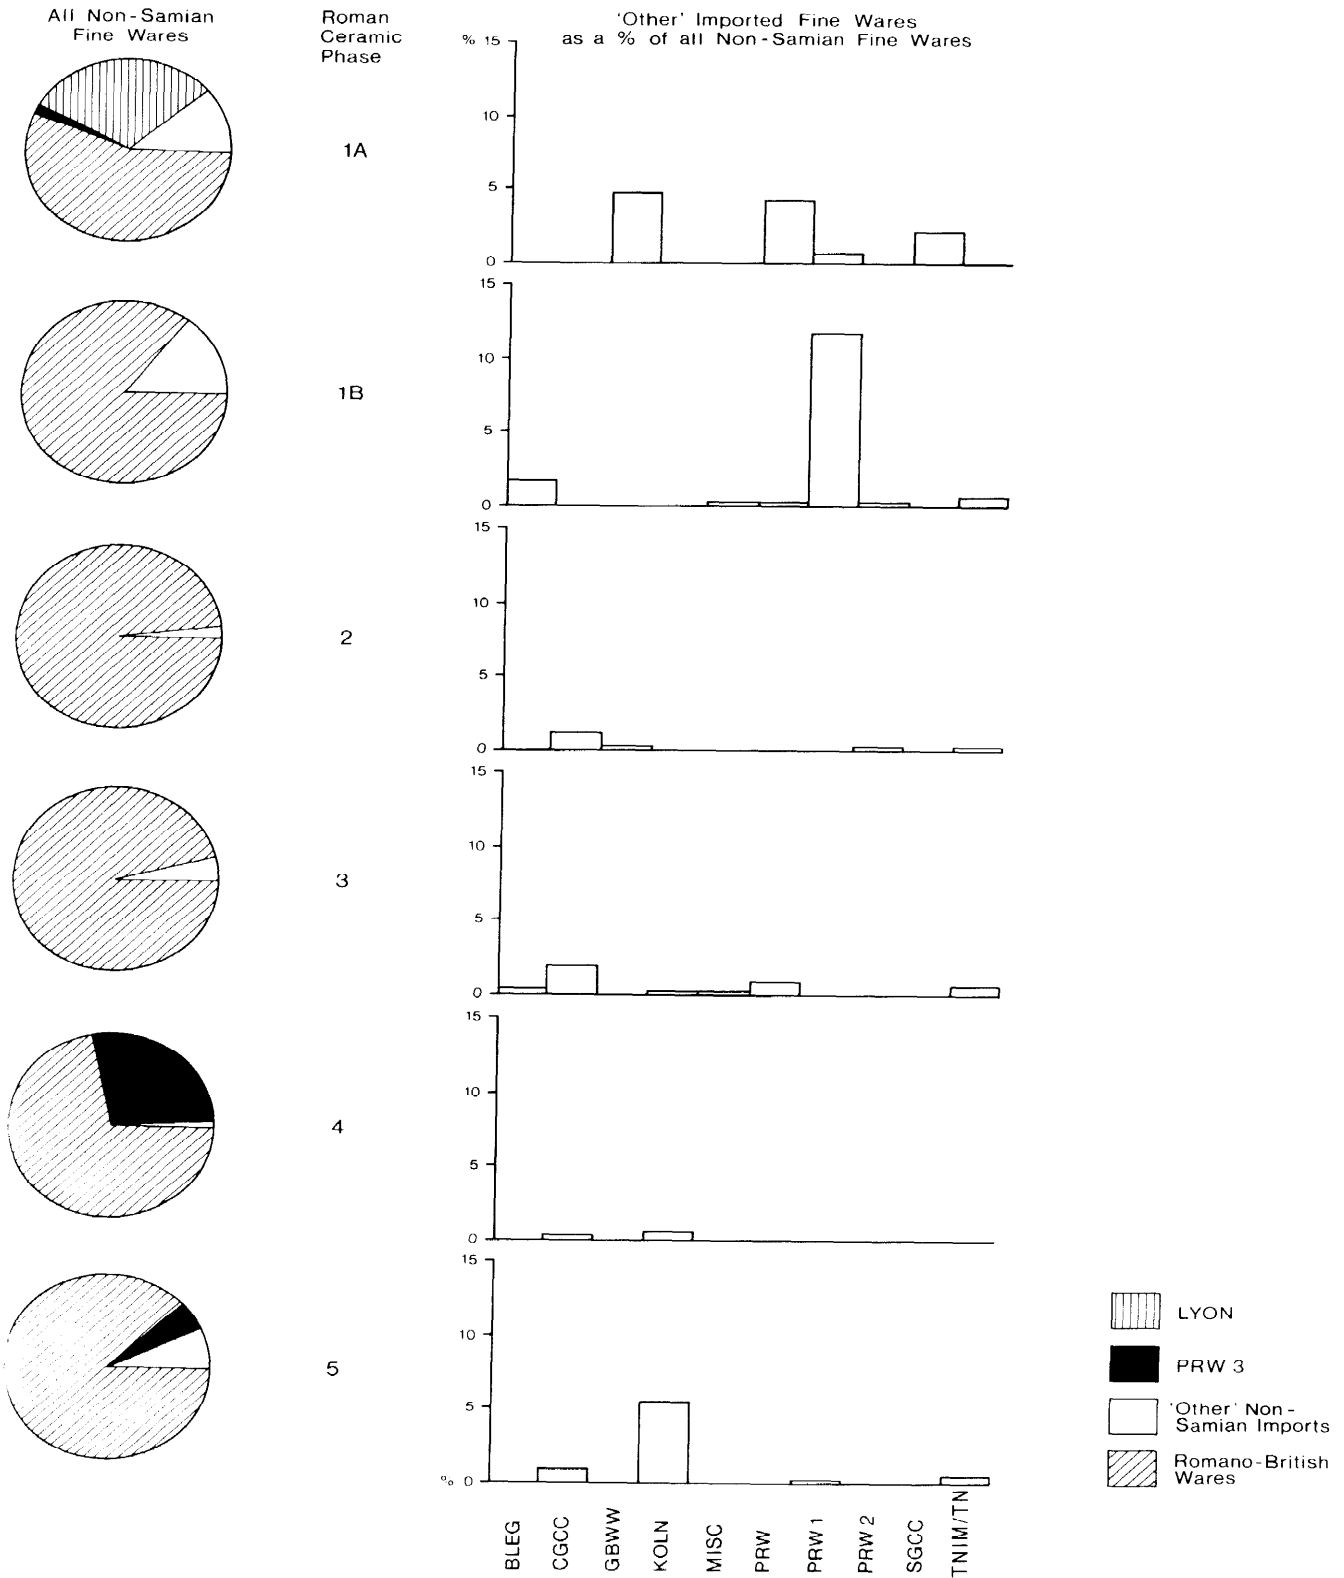 All Non-Samian
Fine Wares
Roman
Ceramic
Phase
'Other' Imported Fine Wares
as a % of all Non-Samian Fine Wares
% 15
10
5
0
1A
15
10
5
0
1B
15
10
5
0
2
15
10
5
0
3
15
10
5
0
4
15
10
5
% 0
5
BLEG
CGCC
GBWW
KOLN
MISC
PRW
PRW 1
PRW 2
SGCC
TNIM/TN
LYON
PRW 3
'Other' Non-
Samian Imports
Romano-British
Wares